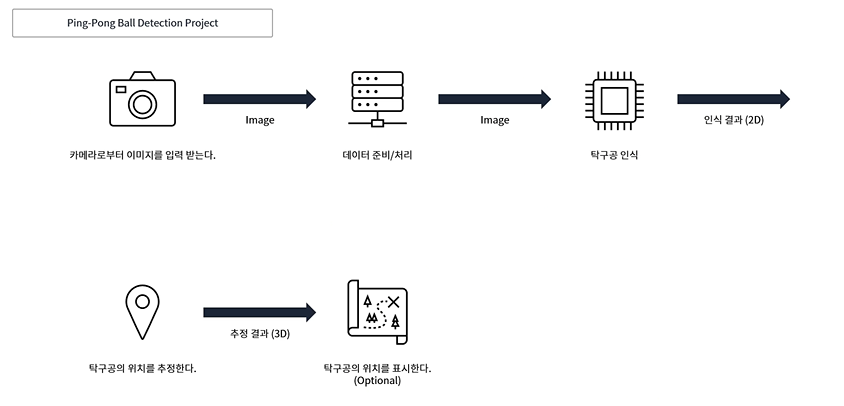 Ping-Pong Ball Detection Project
Image
Image
인식 결과 (2D)
카메라로부터 이미지를 입력 받는다.
데이터 준비/처리
탁구공 인식
추정 결과 (3D)
탁구공의 위치를 추정한다.
탁구공의 위치를 표시한다.
(Optional)